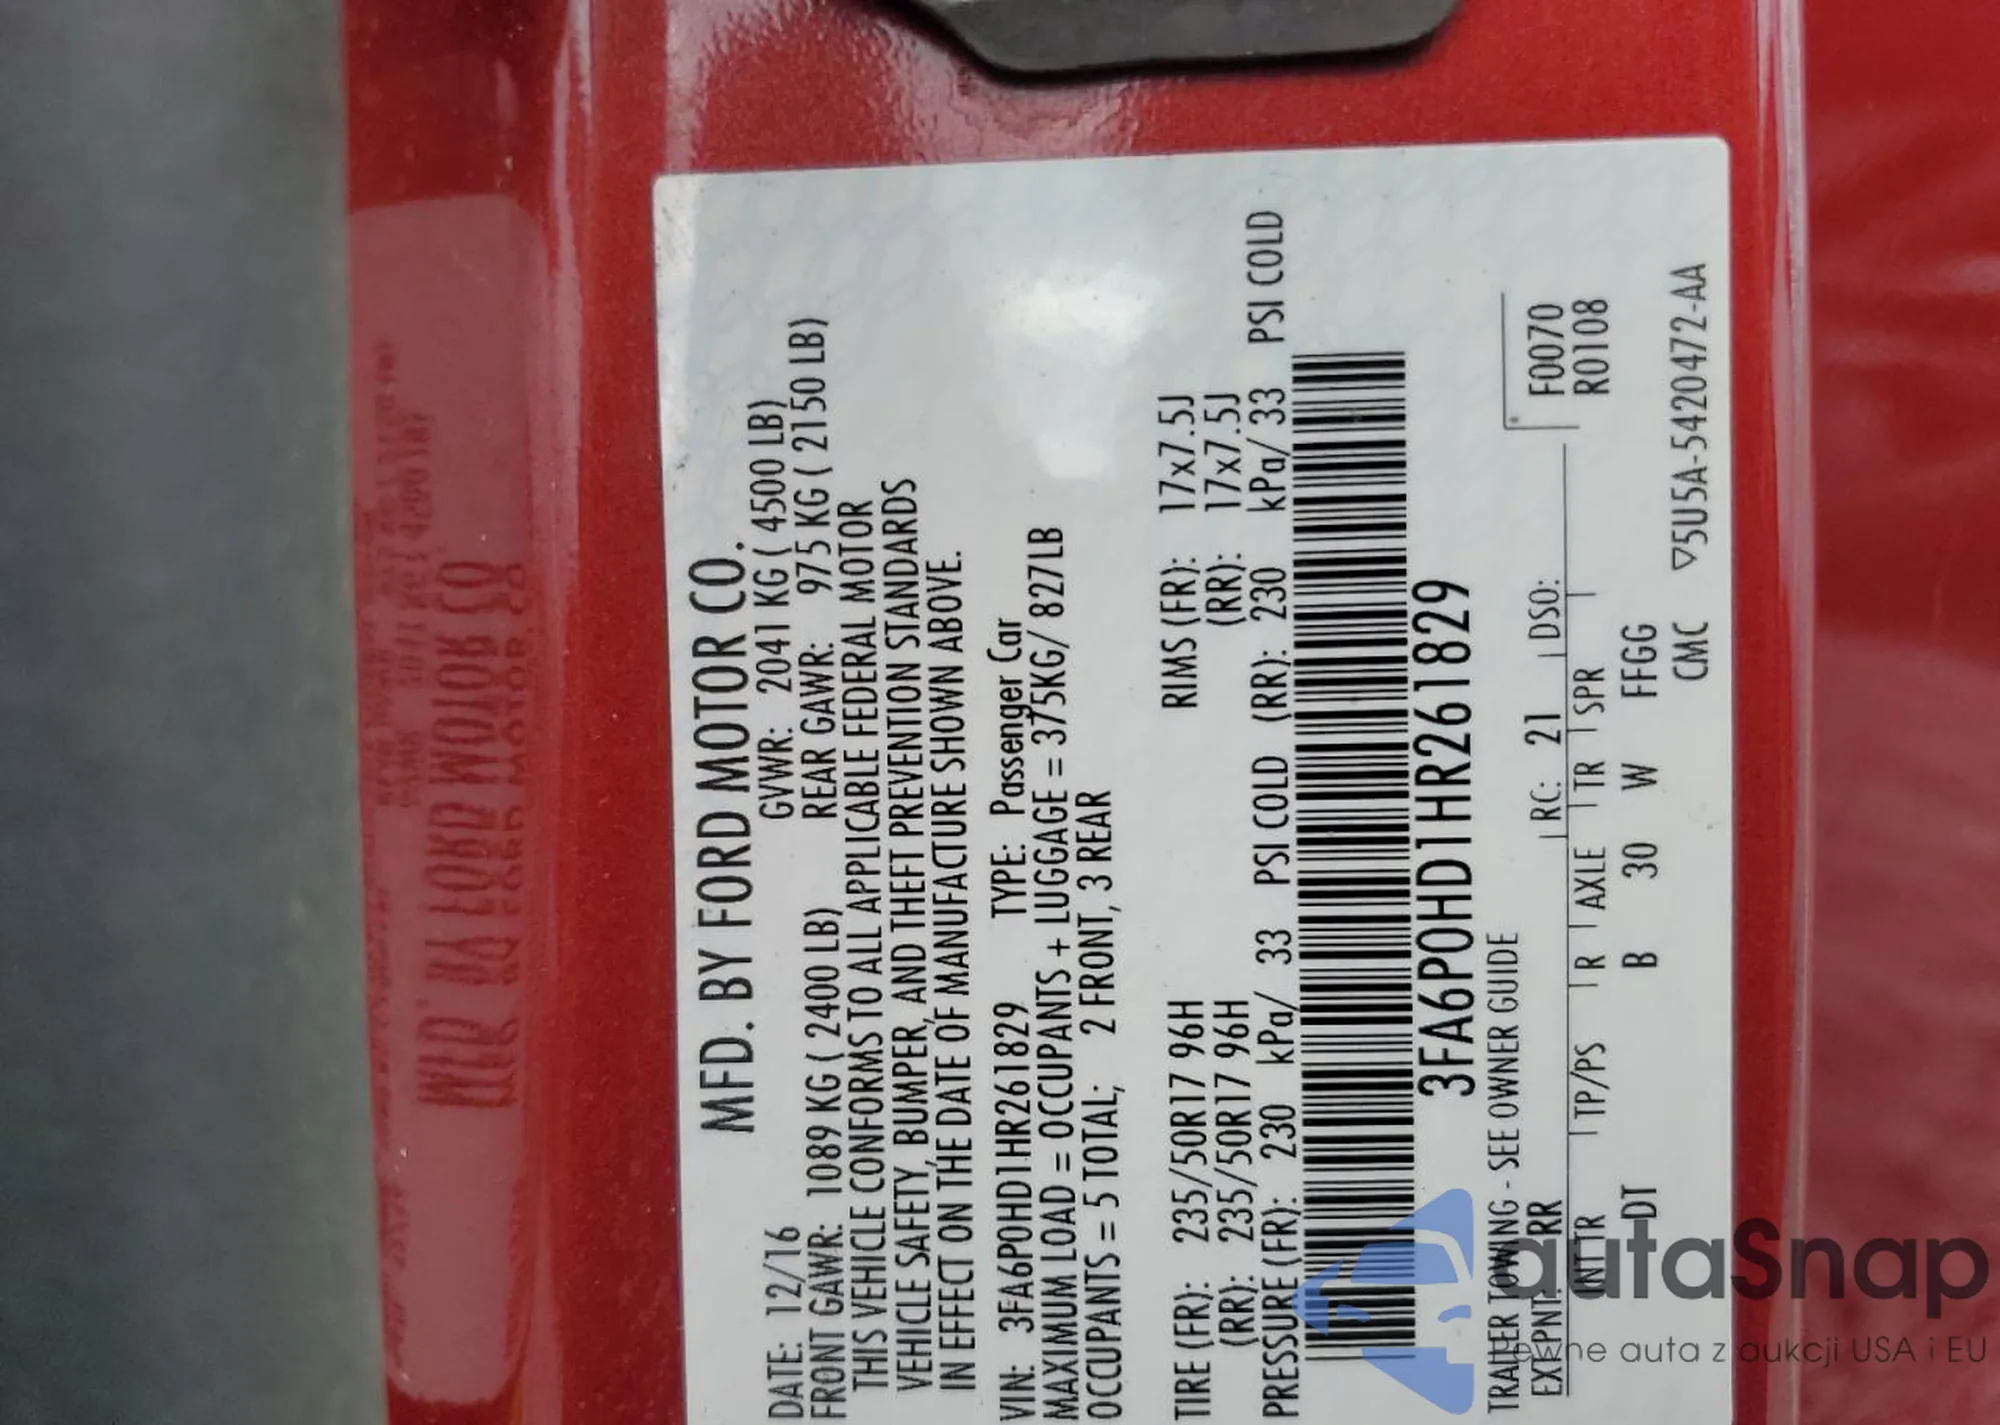 MFD. BY FORD MOTOR CO.
DATE: 12/16 GVWR: 2041 KG ( 4500 LB)
FRONT GAWR: 1089 KG ( 2400 LB) REAR GAWR: 975 KG ( 2150 LB)
THIS VEHICLE CONFORMS TO ALL APPLICABLE FEDERAL MOTOR
VEHICLE SAFETY, BUMPER, AND THEFT PREVENTION STANDARDS
IN EFFECT ON THE DATE OF MANUFACTURE SHOWN ABOVE.
VIN: 3FA6P0HD1HR261829 TYPE: Passenger Car
MAXIMUM LOAD = OCCUPANTS + LUGGAGE = 375KG/ 827LB
OCCUPANTS = 5 TOTAL; 2 FRONT, 3 REAR
TIRE (FR): 235/50R17 96H RIMS (FR): 17x7.5J
(RR): 235/50R17 96H (RR): 17x7.5J
PRESSURE (FR): 230 kPa/ 33 PSI COLD (RR): 230 kPa/ 33 PSI COLD
3FA6P0HD1HR261829
TRAILER TOWING - SEE OWNER GUIDE
EXT PNT: RR RC: 21 DSO:
F0070
R0108
INT TR TP/PS R AXLE TR SPR
DT B 30 W FFGG
CMC ▽5U5A-5420472-AA
autaSnap
Pewne auta z aukcji USA i EU